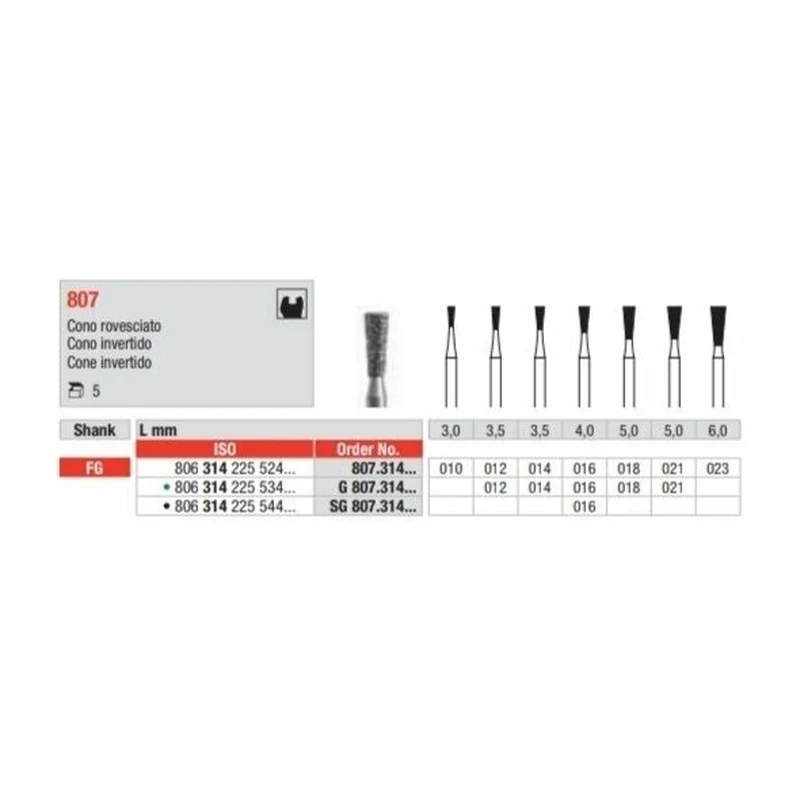 807
Cono rovesciato
Cono invertido
Cone invertido
5
Shank L mm 3,0 3,5 3,5 4,0 5,0 5,0 6,0
ISO Order No.
FG 806 314 225 524... 807.314... 010 012 014 016 018 021 023
• 806 314 225 534... G 807.314... 012 014 016 018 021
• 806 314 225 544... SG 807.314... 016